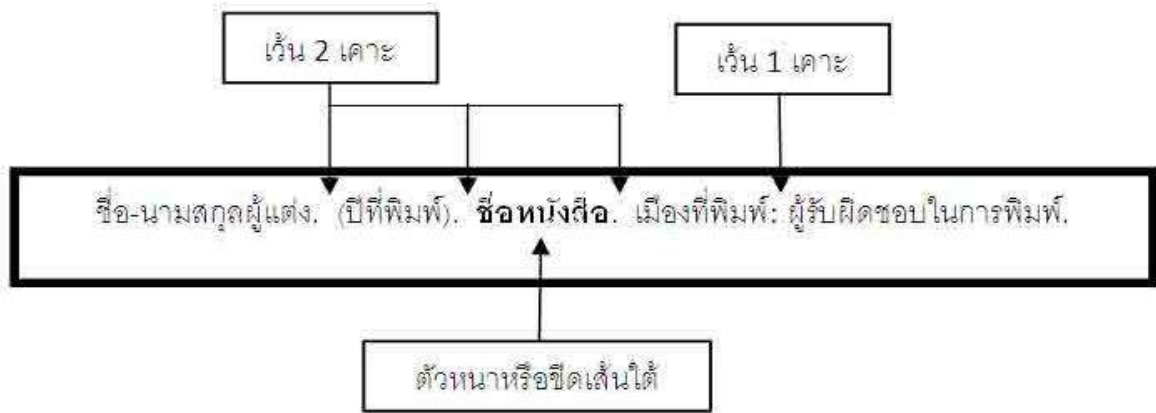 เว้น 2 เคาะ
เว้น 1 เคาะ
ชื่อ-นามสกุลผู้แต่ง. (ปีที่พิมพ์). ชื่อหนังสือ. เมืองที่พิมพ์: ผู้รับผิดชอบในการพิมพ์.
ตัวหนาหรือขีดเส้นใต้